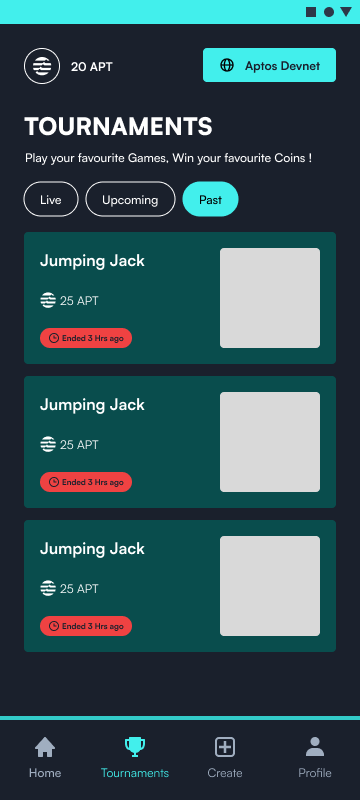 20 APT
Aptos Devnet
TOURNAMENTS
Play your favourite Games, Win your favourite Coins !
Live
Upcoming
Past
Jumping Jack
25 APT
Ended 3 Hrs ago
Jumping Jack
25 APT
Ended 3 Hrs ago
Jumping Jack
25 APT
Ended 3 Hrs ago
Home
Tournaments
Create
Profile